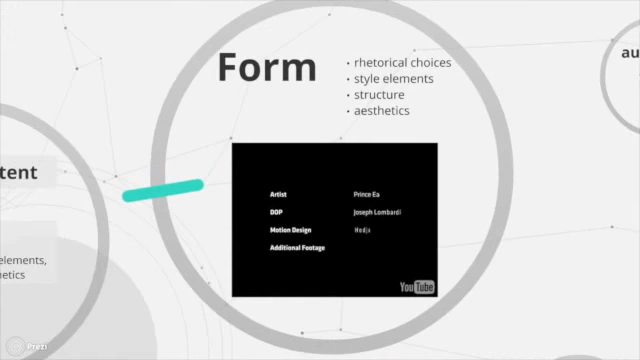 Form
• rhetorical choices
• style elements
• structure
• aesthetics
au
tent
elements,
netics
Artist Prince Ea
DOP Joseph Lombardi
Motion Design
Additional Footage
YouTube
Prezi